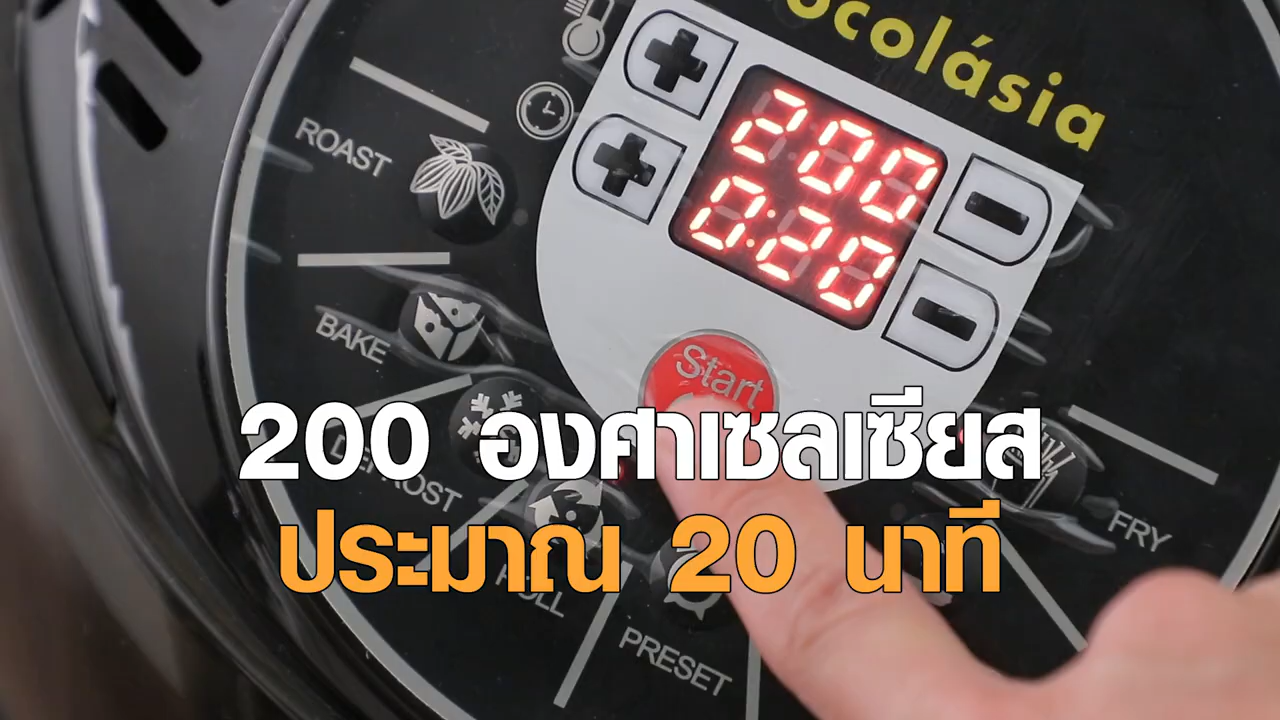 ocolásia
200
0:20
ROAST
BAKE
Start
DEFROST
ROLL
PRESET
FRY
200 องศาเซลเซียส
ประมาณ 20 นาที